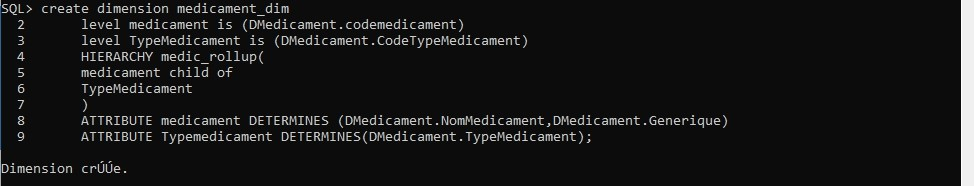 SQL> create dimension medicament_dim
  2      level medicament is (DMedicament.codemedicament)
  3      level TypeMedicament is (DMedicament.CodeTypeMedicament)
  4      HIERARCHY medic_rollup(
  5      medicament child of
  6      TypeMedicament
  7      )
  8      ATTRIBUTE medicament DETERMINES (DMedicament.NomMedicament,DMedicament.Generique)
  9      ATTRIBUTE Typemedicament DETERMINES(DMedicament.TypeMedicament);
Dimension crÚÚe.